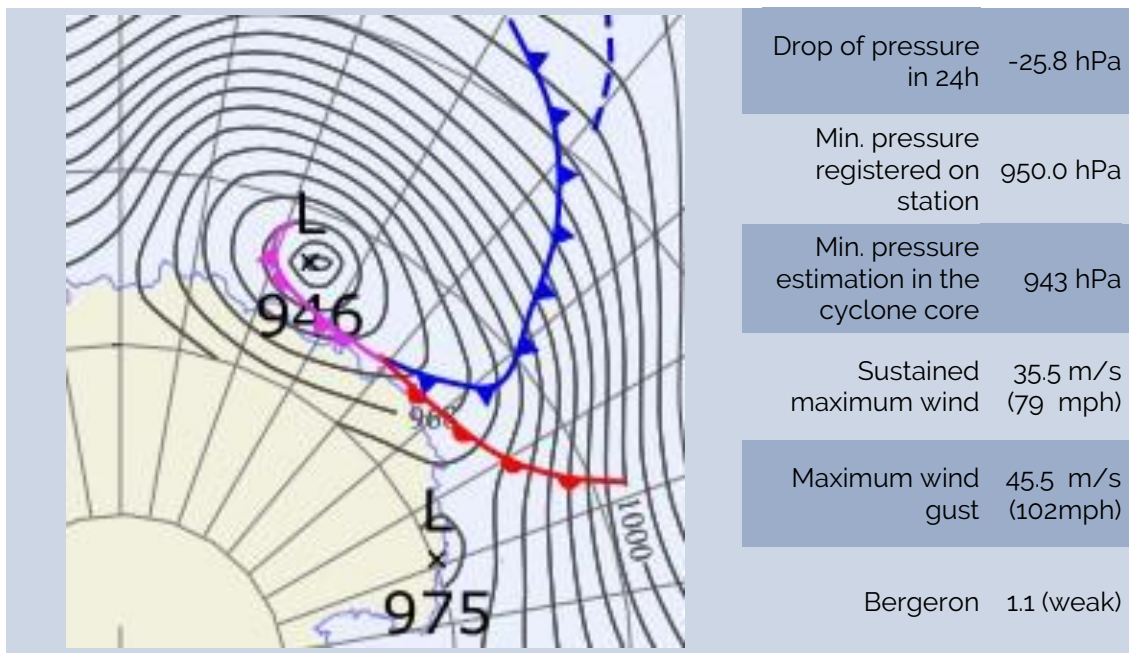 L
946
960
L
975
1000
Drop of pressure
in 24h
-25.8 hPa
Min. pressure
registered on
station
950.0 hPa
Min. pressure
estimation in the
cyclone core
943 hPa
Sustained
maximum wind
35.5 m/s
(79 mph)
Maximum wind
gust
45.5 m/s
(102mph)
Bergeron
1.1 (weak)